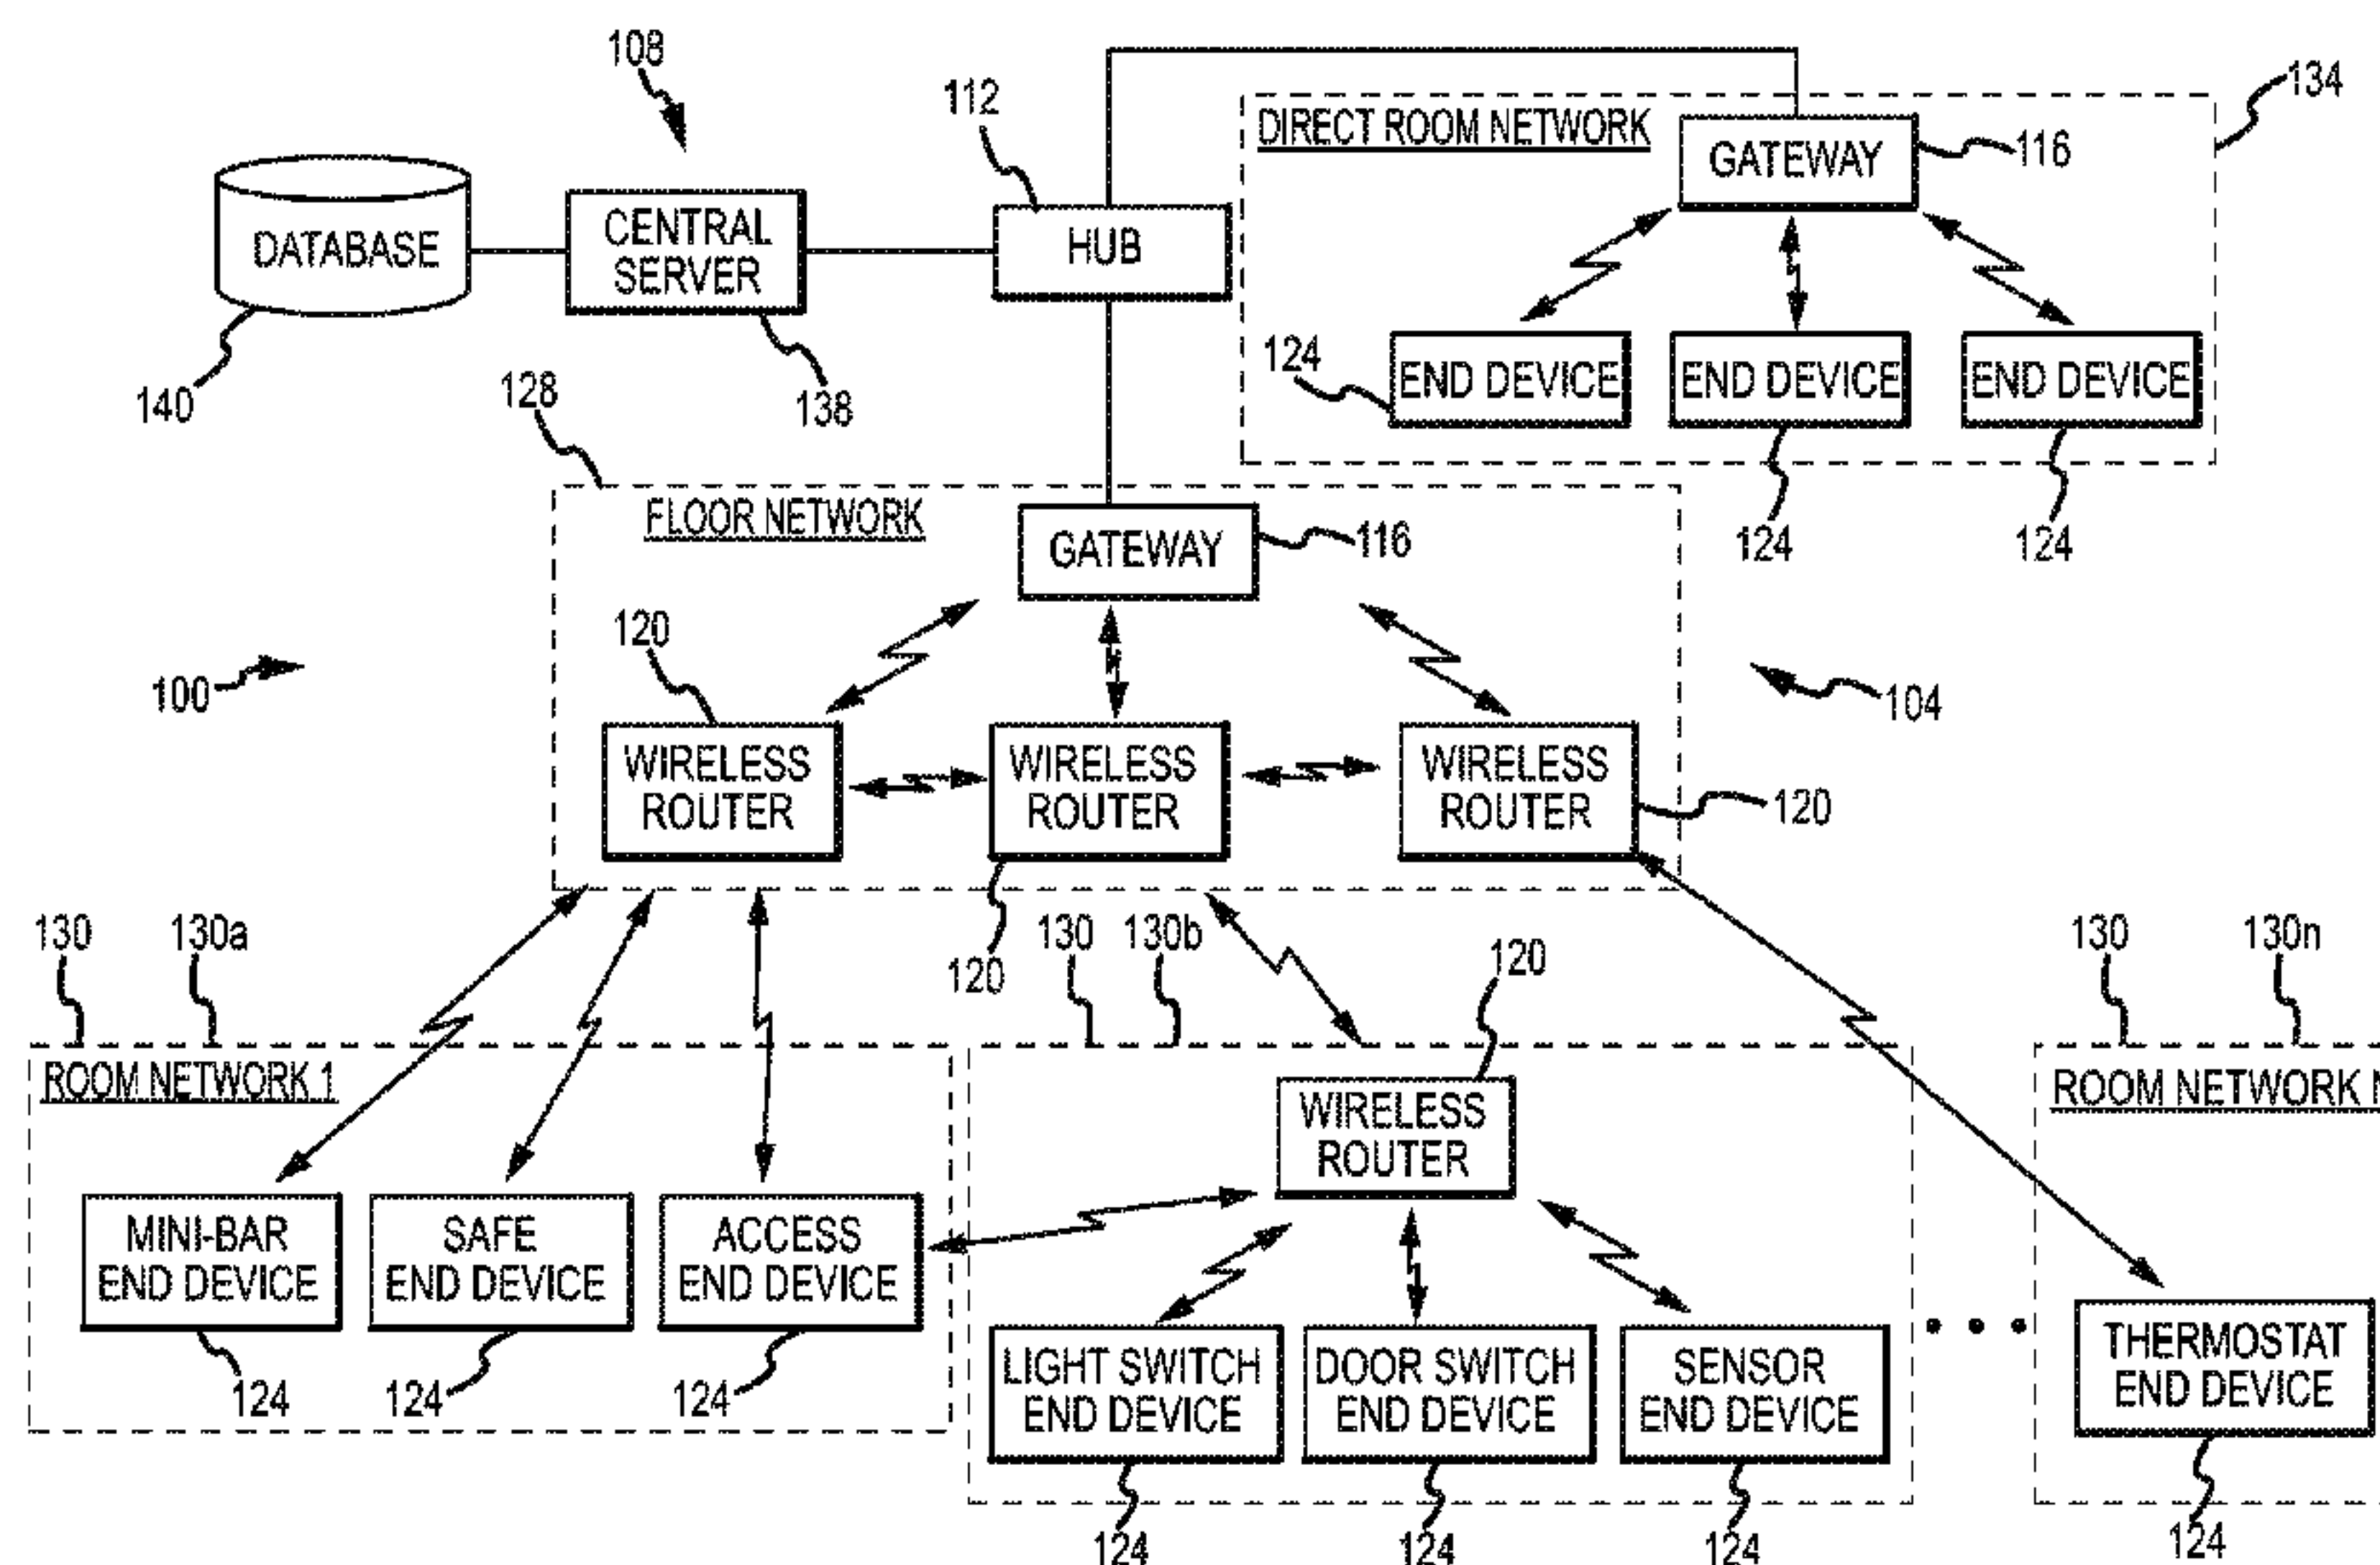 108
112
134
DIRECT ROOM NETWORK
GATEWAY
116
DATABASE
CENTRAL
SERVER
HUB
140
138
128
124
END DEVICE
END DEVICE
END DEVICE
124
124
FLOOR NETWORK
GATEWAY
116
100
120
104
WIRELESS
ROUTER
WIRELESS
ROUTER
WIRELESS
ROUTER
120
120
130
130a
130
130b
120
130
130n
ROOM NETWORK 1
WIRELESS
ROUTER
ROOM NETWORK N
MINI-BAR
END DEVICE
SAFE
END DEVICE
ACCESS
END DEVICE
124
124
124
LIGHT SWITCH
END DEVICE
DOOR SWITCH
END DEVICE
SENSOR
END DEVICE
THERMOSTAT
END DEVICE
124
124
124
124